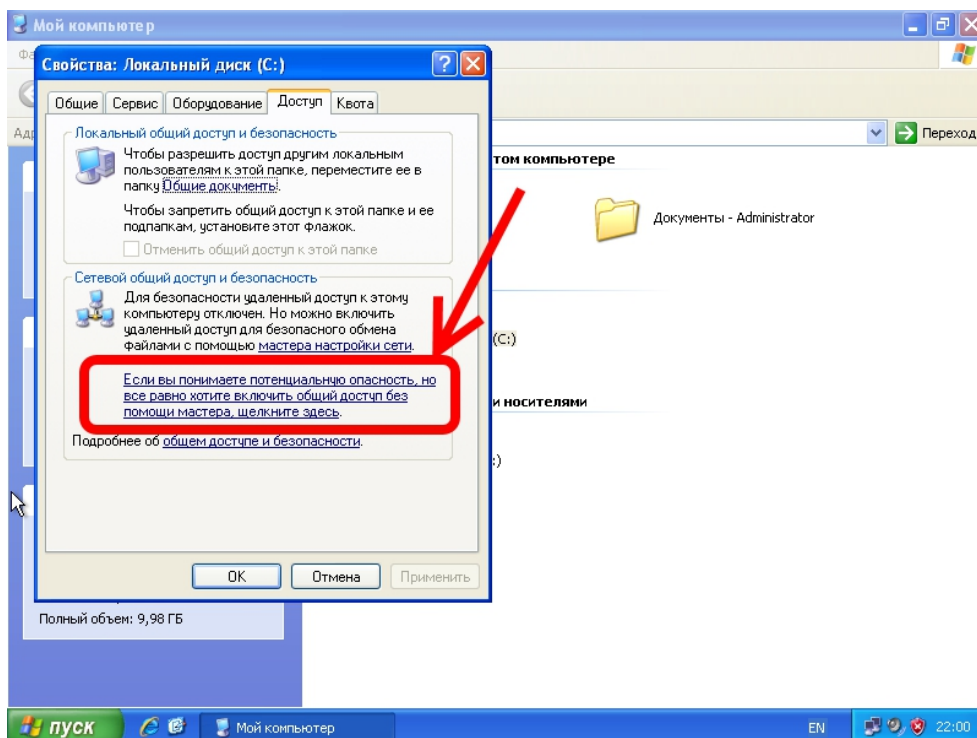 Мой компьютер
Свойства: Локальный диск (C:)
Общие
Сервис
Оборудование
Доступ
Квота
Переход
Локальный общий доступ и безопасность
Чтобы разрешить доступ другим локальным
пользователям к этой папке, переместите ее в
папку Общие документы.
Чтобы запретить общий доступ к этой папке и ее
подпапкам, установите этот флажок.
Отменить общий доступ к этой папке
Сетевой общий доступ и безопасность
Для безопасности удаленный доступ к этому
компьютеру отключен. Но можно включить
удаленный доступ для безопасного обмена
файлами с помощью мастера настройки сети.
Если вы понимаете потенциальную опасность, но
все равно хотите включить общий доступ без
помощи мастера, щелкните здесь.
Подробнее об общем доступе и безопасности.
OK
Отмена
Применить
компьютере
Документы - Administrator
(C:)
и носителями
:)
Полный объем: 9,98 ГБ
пуск
Мой компьютер
EN
22:00